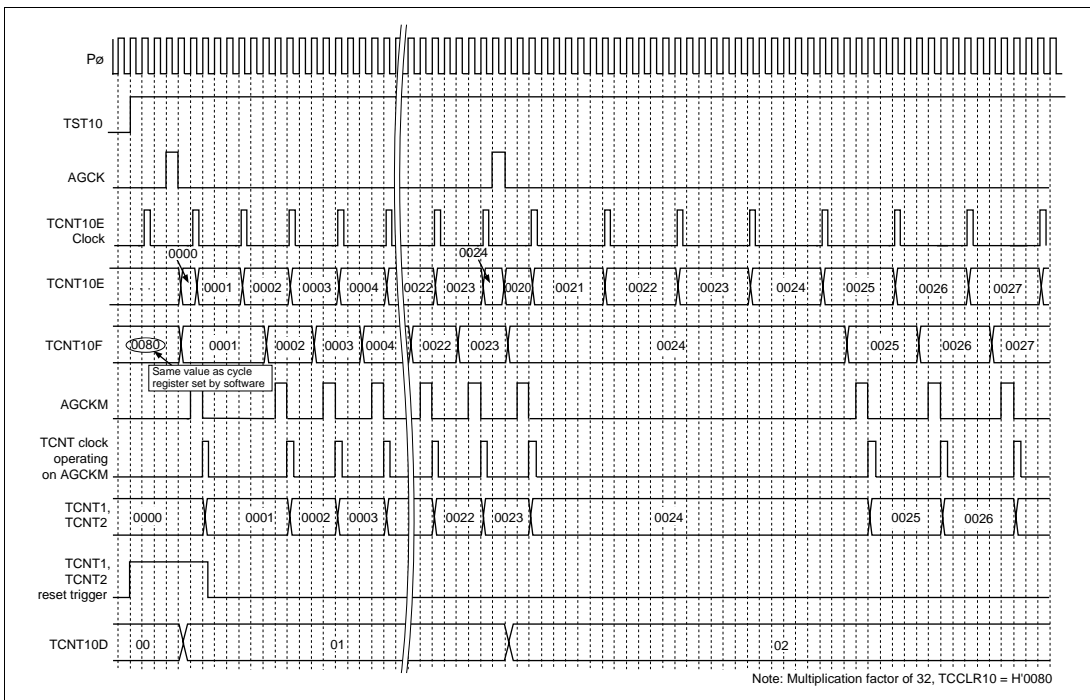 Pø
TST10
AGCK
TCNT10E
Clock
0000
0024
TCNT10E
0001 0002 0003 0004 0022 0023 0020 0021 0022 0023 0024 0025 0026 0027
TCNT10F
0080 0001 0002 0003 0004 0022 0023 0024 0025 0026 0027
Same value as cycle
register set by software
AGCKM
TCNT clock
operating
on AGCKM
TCNT1,
TCNT2
0000 0001 0002 0003 0022 0023 0024 0025 0026
TCNT1,
TCNT2
reset trigger
TCNT10D
00 01 02
Note: Multiplication factor of 32, TCCLR10 = H'0080